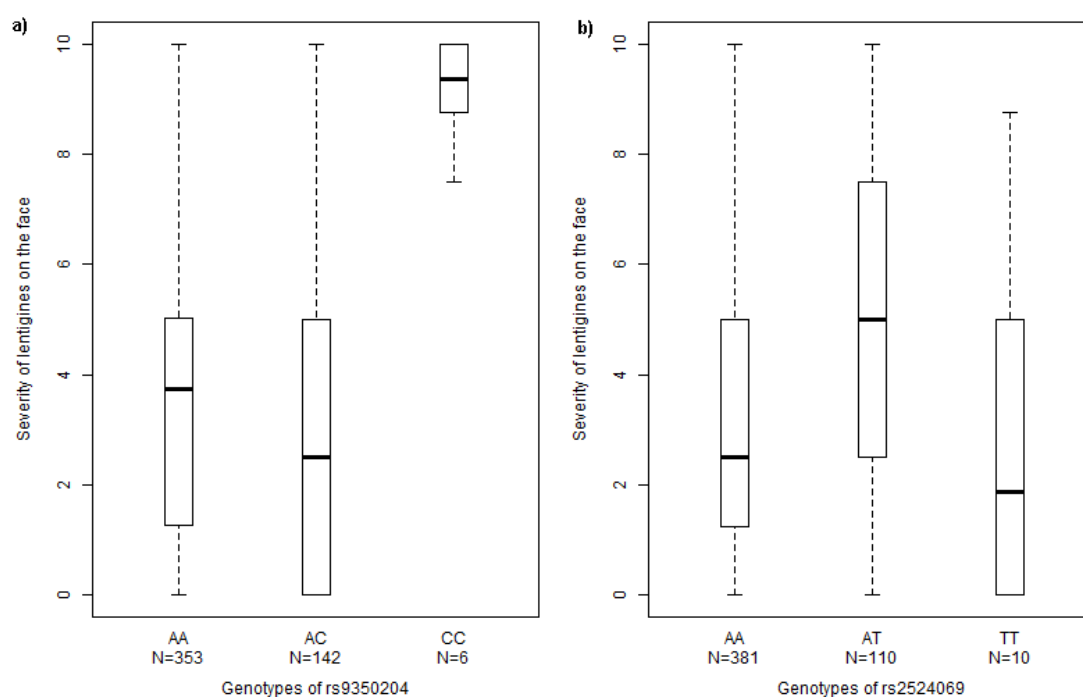 a)
Severity of lentigines on the face
0 2 4 6 8 10
AA AC CC
N=353 N=142 N=6
Genotypes of rs9350204
b)
Severity of lentigines on the face
0 2 4 6 8 10
AA AT TT
N=381 N=110 N=10
Genotypes of rs2524069